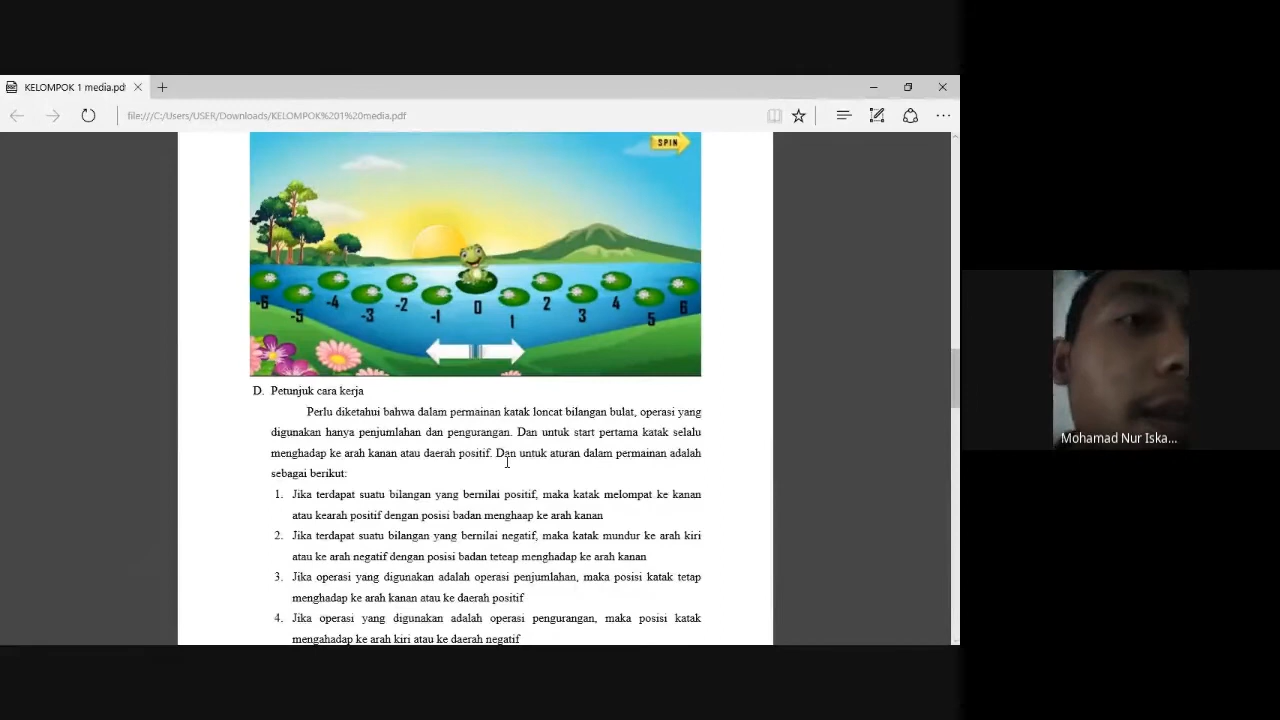 KELOMPOK 1 media.pd
file:///C:/Users/USER/Downloads/KELOMPOK%201%20media.pdf
SPIN
-6 -5 -4 -3 -2 -1 0 1 2 3 4 5 6
D. Petunjuk cara kerja
Perlu diketahui bahwa dalam permainan katak loncat bilangan bulat, operasi yang
digunakan hanya penjumlahan dan pengurangan. Dan untuk start pertama katak selalu
menghadap ke arah kanan atau daerah positif. Dan untuk aturan dalam permainan adalah
sebagai berikut:
1. Jika terdapat suatu bilangan yang bernilai positif, maka katak melompat ke kanan
atau kearah positif dengan posisi badan menghaap ke arah kanan
2. Jika terdapat suatu bilangan yang bernilai negatif, maka katak mundur ke arah kiri
atau ke arah negatif dengan posisi badan teteap menghadap ke arah kanan
3. Jika operasi yang digunakan adalah operasi penjumlahan, maka posisi katak tetap
menghadap ke arah kanan atau ke daerah positif
4. Jika operasi yang digunakan adalah operasi pengurangan, maka posisi katak
mengahadap ke arah kiri atau ke daerah negatif
Mohamad Nur Iska...